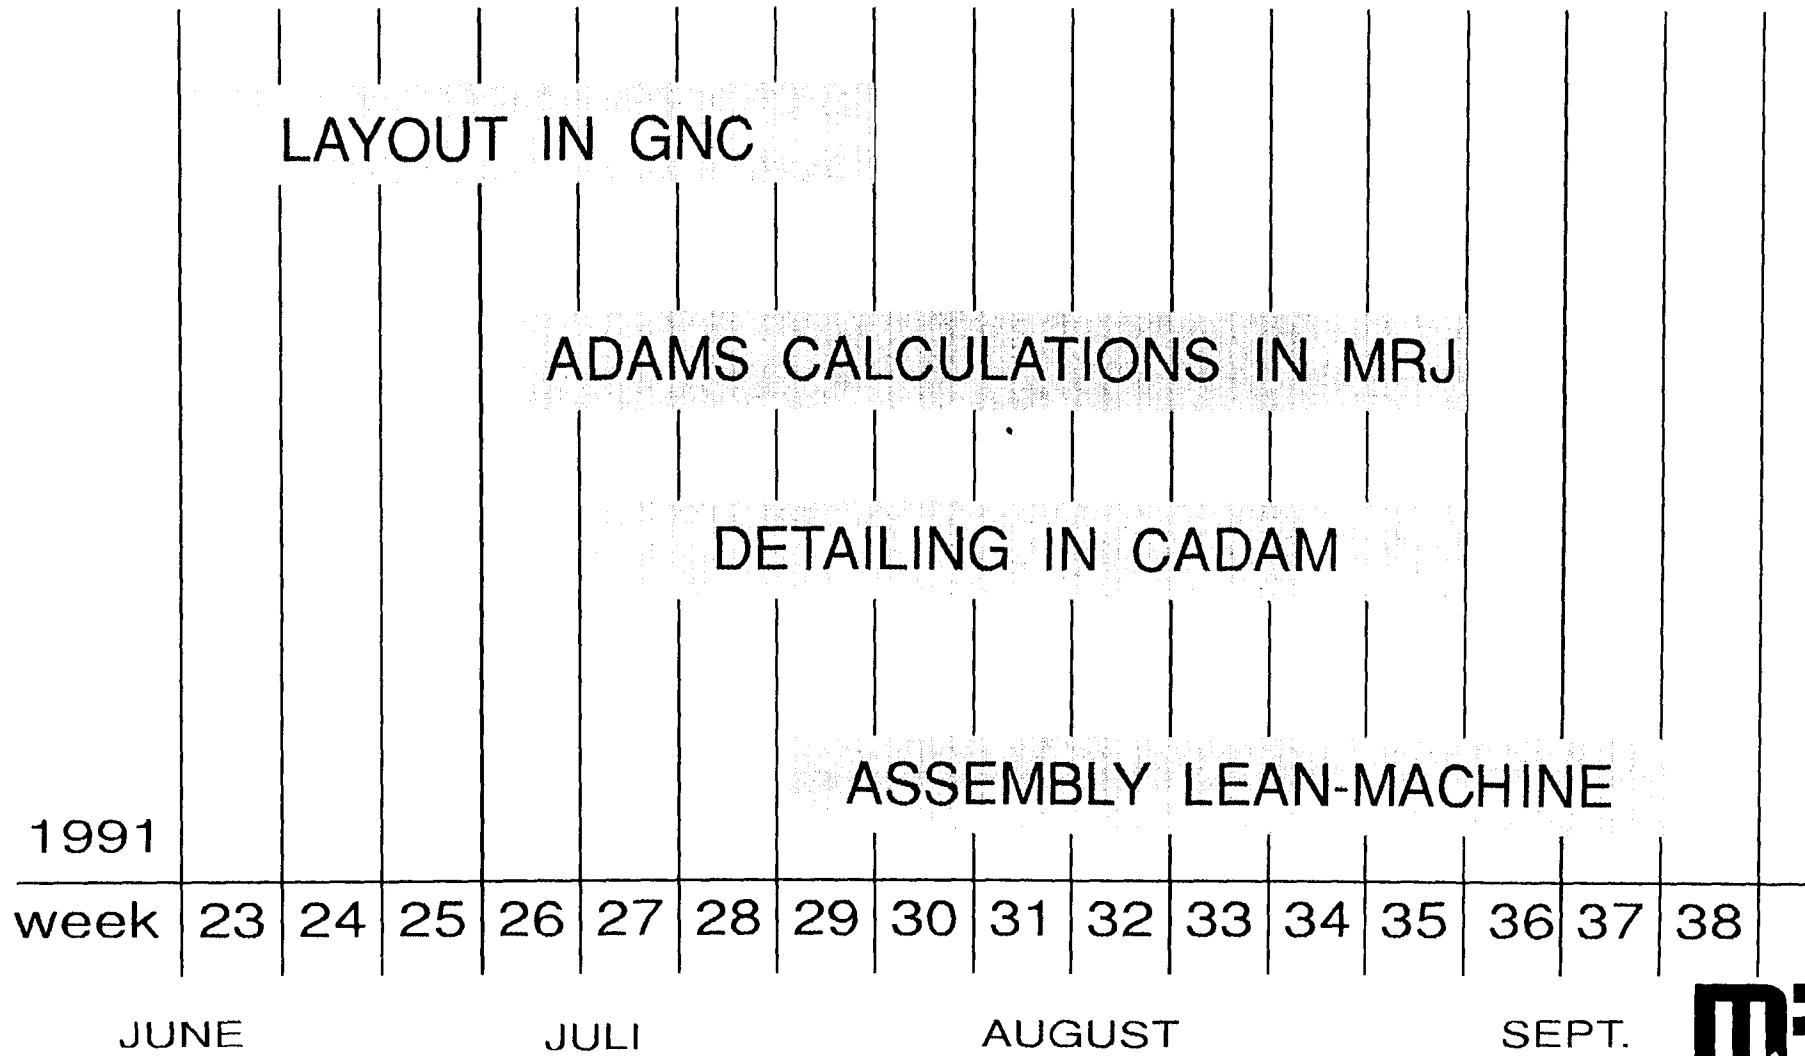 LAYOUT IN GNC
ADAMS CALCULATIONS IN MRJ
DETAILING IN CADAM
ASSEMBLY LEAN-MACHINE
1991
week 23 24 25 26 27 28 29 30 31 32 33 34 35 36 37 38
JUNE JULI AUGUST SEPT.